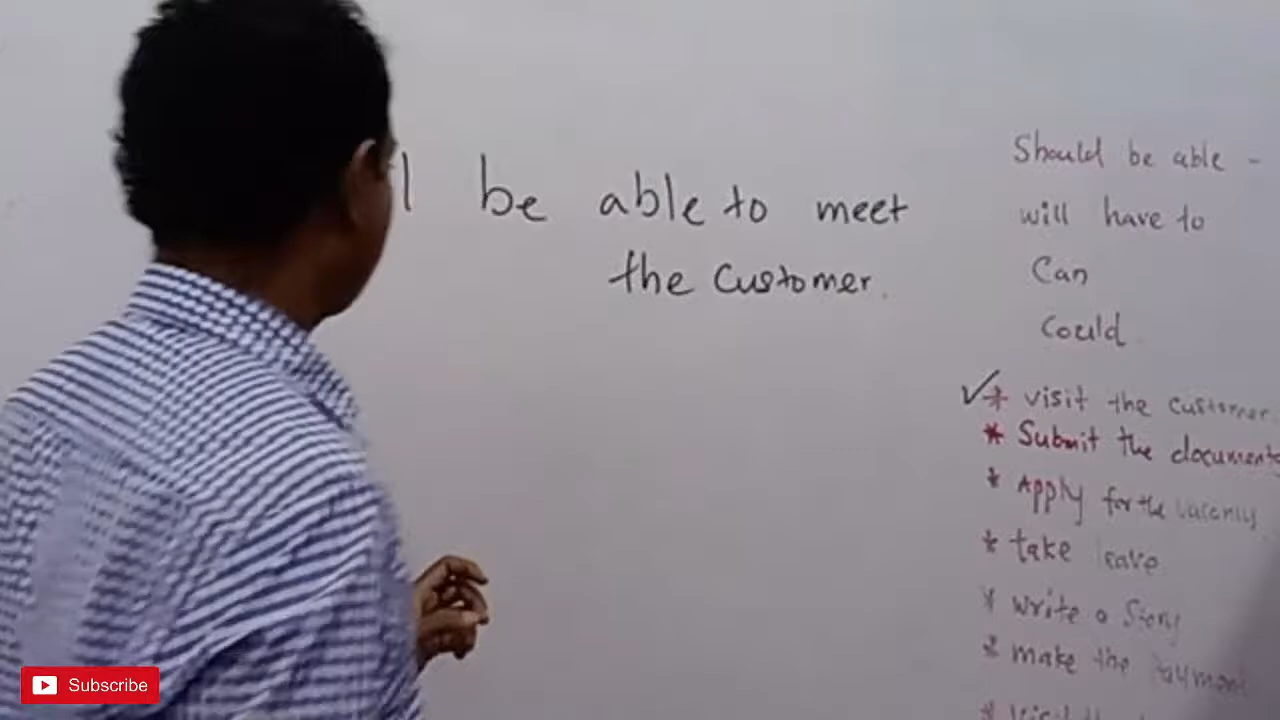 be able to meet
the customer.
Should be able -
will have to
Can
Could
* visit the customer.
* Submit the documents
* Apply for the vacancy
* take leave
* write a story
* make the payment
Subscribe